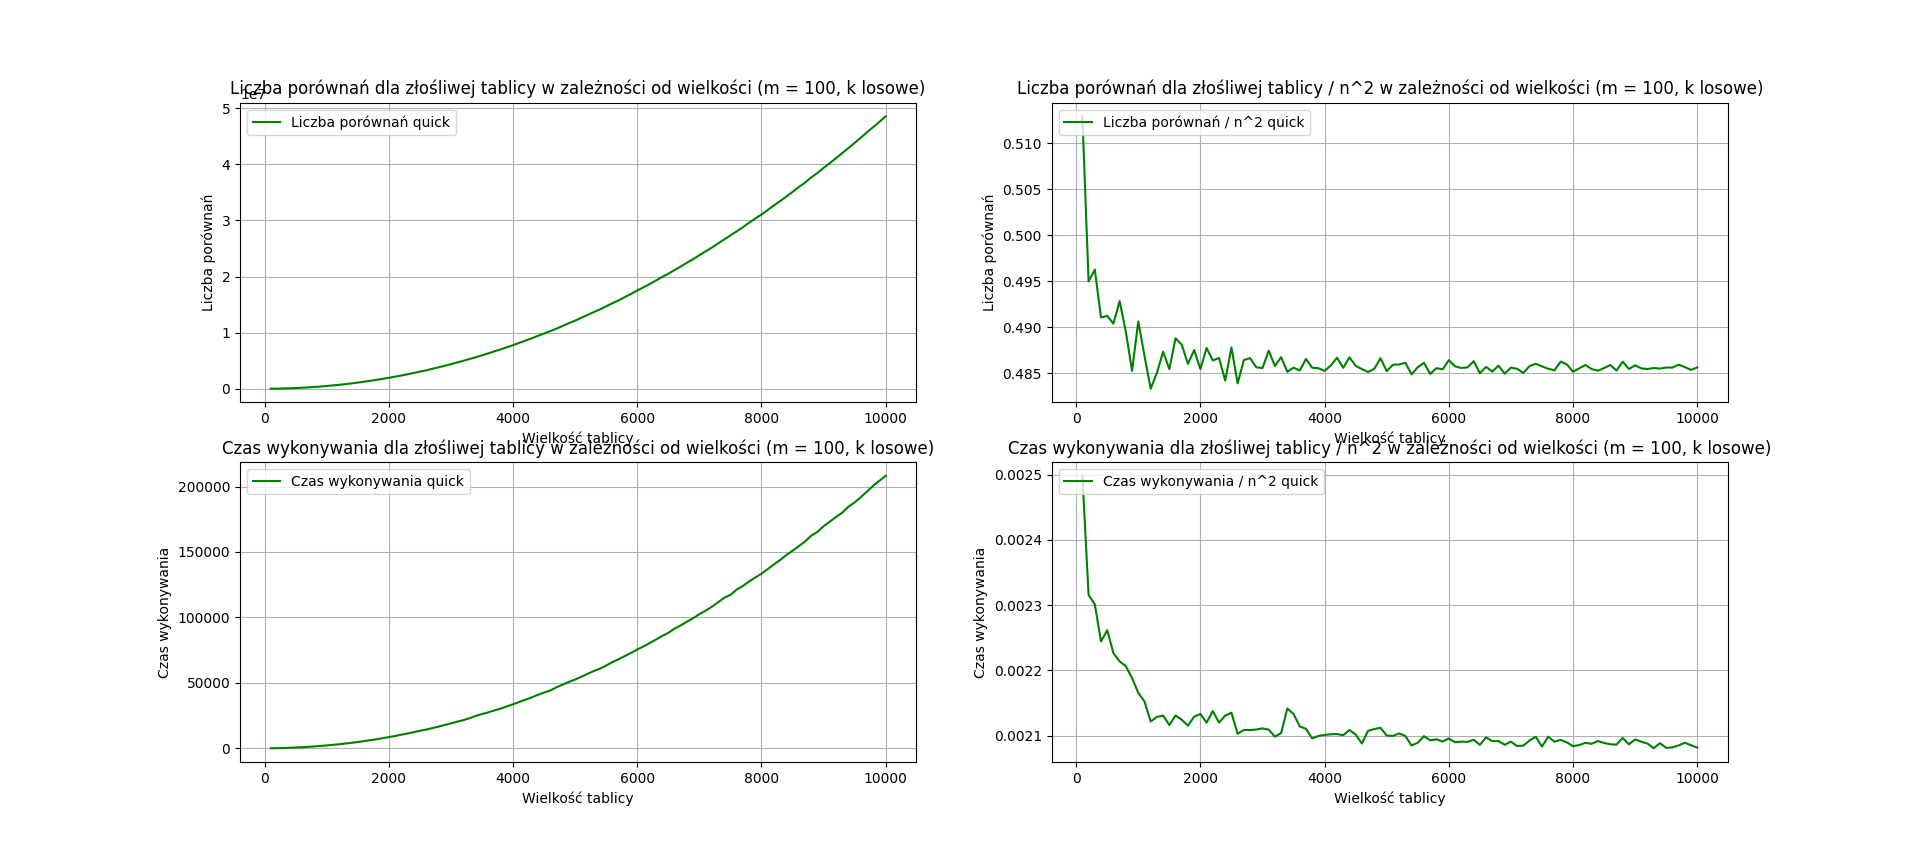 Liczba porównań dla złośliwej tablicy w zależności od wielkości (m = 100, k losowe)
1e7
Liczba porównań quick
5
4
3
2
1
0
Liczba porównań
0 2000 4000 6000 8000 10000
Wielkość tablicy
Liczba porównań dla złośliwej tablicy / n^2 w zależności od wielkości (m = 100, k losowe)
Liczba porównań / n^2 quick
0.510
0.505
0.500
0.495
0.490
0.485
Liczba porównań
0 2000 4000 6000 8000 10000
Wielkość tablicy
Czas wykonywania dla złośliwej tablicy w zależności od wielkości (m = 100, k losowe)
Czas wykonywania quick
200000
150000
100000
50000
0
Czas wykonywania
0 2000 4000 6000 8000 10000
Wielkość tablicy
Czas wykonywania dla złośliwej tablicy / n^2 w zależności od wielkości (m = 100, k losowe)
Czas wykonywania / n^2 quick
0.0025
0.0024
0.0023
0.0022
0.0021
Czas wykonywania
0 2000 4000 6000 8000 10000
Wielkość tablicy